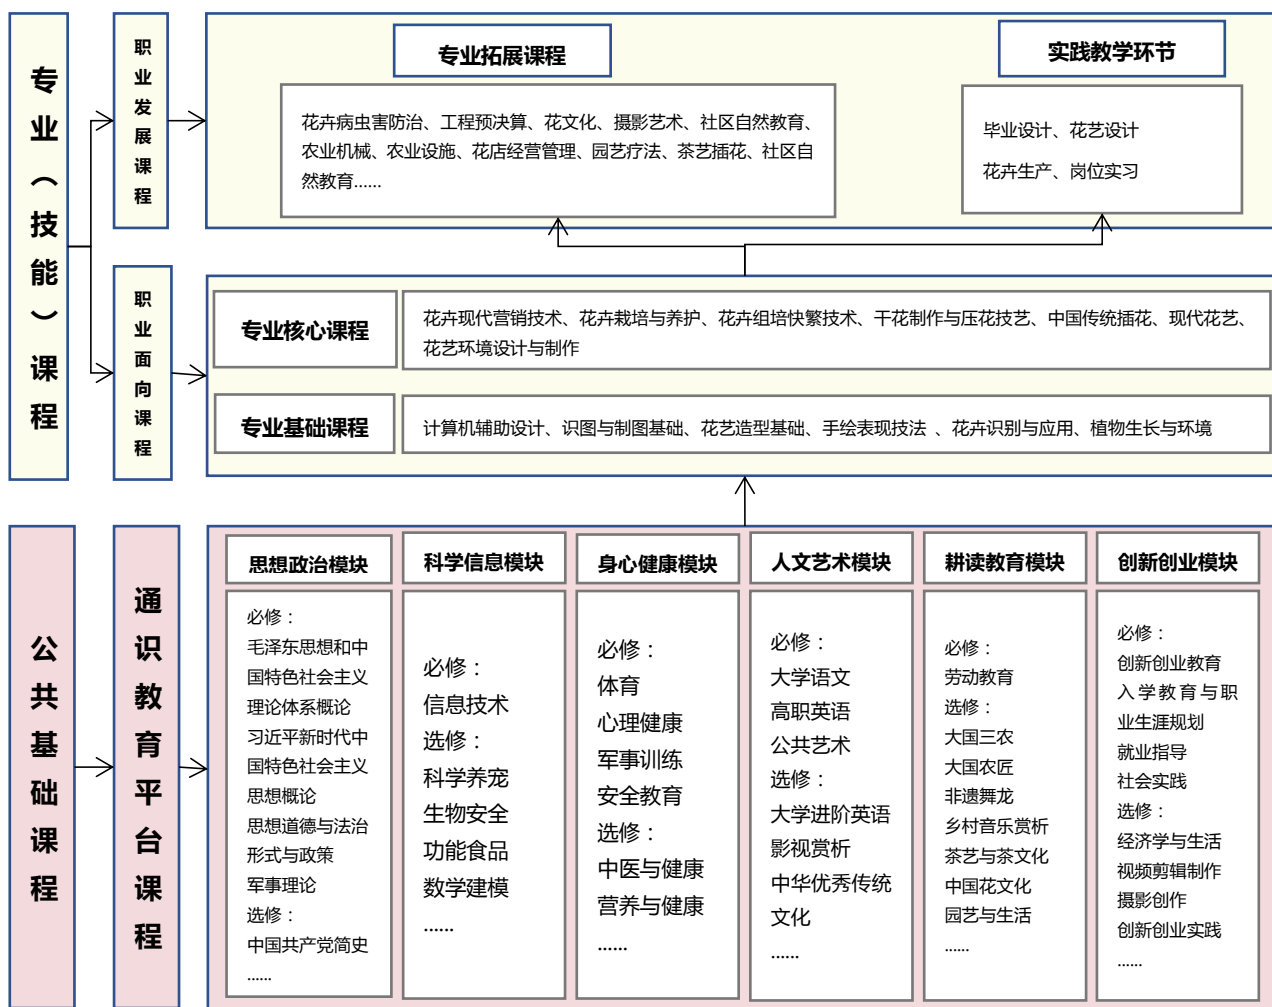 专业（技能）课程
职业发展课程
专业拓展课程
花卉病虫害防治、工程预决算、花文化、摄影艺术、社区自然教育、
农业机械、农业设施、花店经营管理、园艺疗法、茶艺插花、社区自
然教育......
实践教学环节
毕业设计、花艺设计
花卉生产、岗位实习
职业面向课程
专业核心课程
花卉现代营销技术、花卉栽培与养护、花卉组培快繁技术、干花制作与压花技艺、中国传统插花、现代花艺、
花艺环境设计与制作
专业基础课程
计算机辅助设计、识图与制图基础、花艺造型基础、手绘表现技法 、花卉识别与应用、植物生长与环境
公共基础课程
通识教育平台课程
思想政治模块
必修：
毛泽东思想和中
国特色社会主义
理论体系概论
习近平新时代中
国特色社会主义
思想概论
思想道德与法治
形式与政策
军事理论
选修：
中国共产党简史
......
科学信息模块
必修：
信息技术
选修：
科学养宠
生物安全
功能食品
数学建模
......
身心健康模块
必修：
体育
心理健康
军事训练
安全教育
选修：
中医与健康
营养与健康
......
人文艺术模块
必修：
大学语文
高职英语
公共艺术
选修：
大学进阶英语
影视赏析
中华优秀传统
文化
......
耕读教育模块
必修：
劳动教育
选修：
大国三农
大国农匠
非遗舞龙
乡村音乐赏析
茶艺与茶文化
中国花文化
园艺与生活
......
创新创业模块
必修：
创新创业教育
入学教育与职
业生涯规划
就业指导
社会实践
选修：
经济学与生活
视频剪辑制作
摄影创作
创新创业实践
......